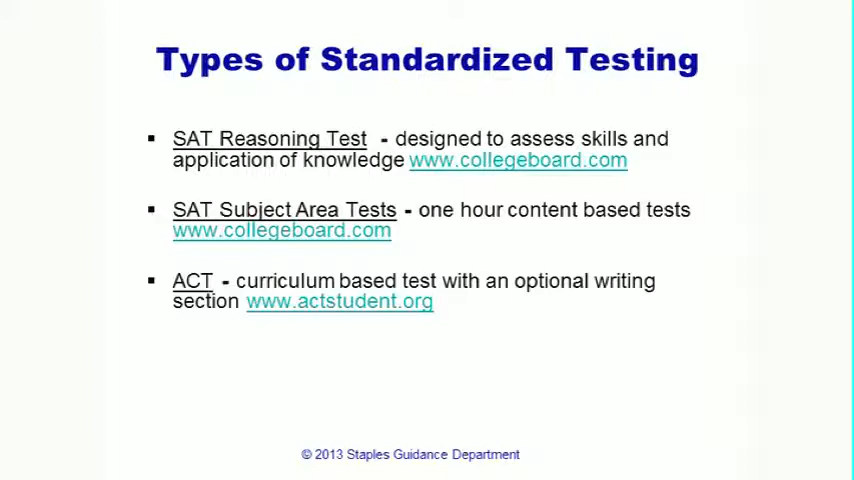 Types of Standardized Testing
▪ SAT Reasoning Test - designed to assess skills and
application of knowledge www.collegeboard.com
▪ SAT Subject Area Tests - one hour content based tests
www.collegeboard.com
▪ ACT - curriculum based test with an optional writing
section www.actstudent.org
© 2013 Staples Guidance Department